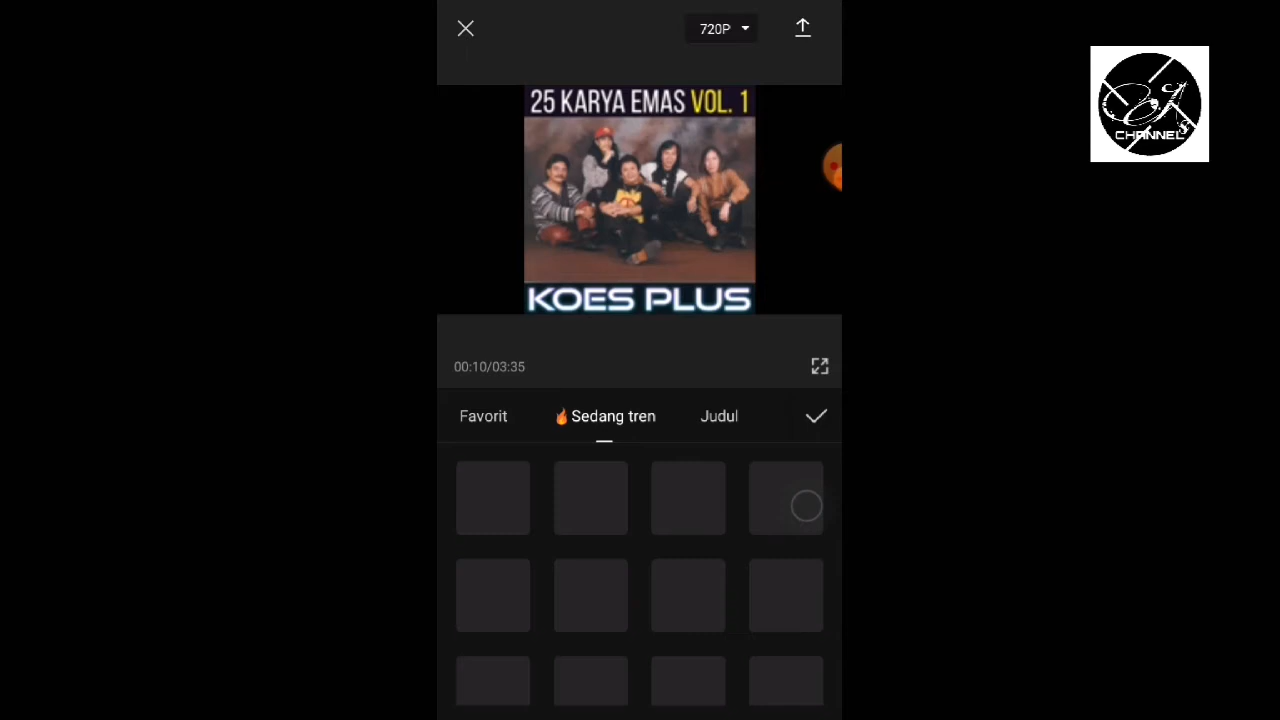 720P
25 KARYA EMAS VOL. 1
KOES PLUS
00:10/03:35
Favorit
Sedang tren
Judul
CHANNEL